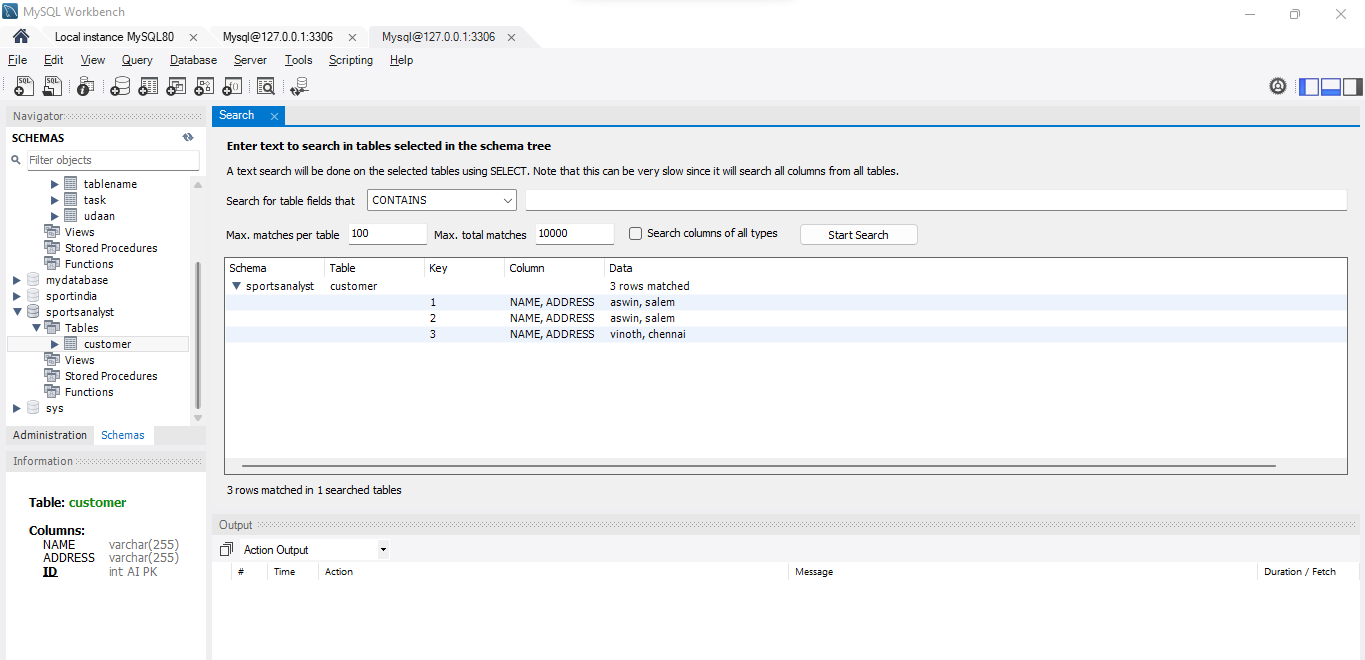 MySQL Workbench
Local instance MySQL80
Mysql@127.0.0.1:3306
Mysql@127.0.0.1:3306
File Edit View Query Database Server Tools Scripting Help
Navigator
SCHEMAS
Filter objects
tablename
task
udaan
Views
Stored Procedures
Functions
mydatabase
sportindia
sportsanalyst
Tables
customer
Views
Stored Procedures
Functions
sys
Administration Schemas
Information
Table: customer
Columns:
NAME varchar(255)
ADDRESS varchar(255)
ID int AI PK
Search
Enter text to search in tables selected in the schema tree
A text search will be done on the selected tables using SELECT. Note that this can be very slow since it will search all columns from all tables.
Search for table fields that CONTAINS
Max. matches per table 100 Max. total matches 10000 Search columns of all types Start Search
Schema Table Key Column Data
sportsanalyst customer 3 rows matched
1 NAME, ADDRESS aswin, salem
2 NAME, ADDRESS aswin, salem
3 NAME, ADDRESS vinoth, chennai
3 rows matched in 1 searched tables
Output
Action Output
# Time Action Message Duration / Fetch